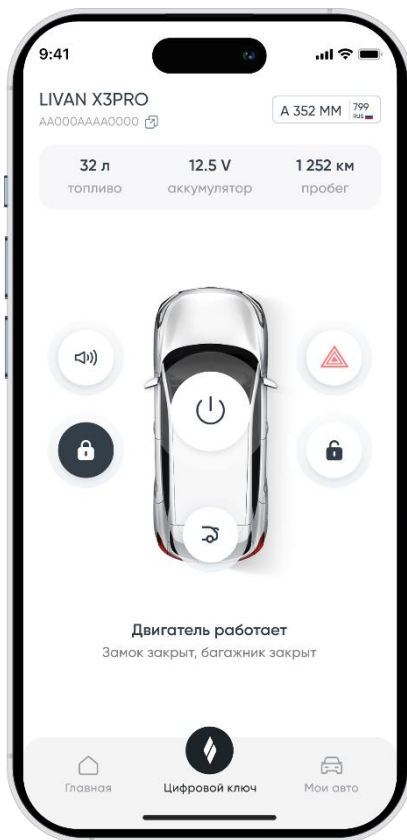 9:41
LIVAN X3PRO
AA000AAAA0000
А 352 ММ 799
RUS
32 л 12.5 V 1 252 км
топливо аккумулятор пробег
Двигатель работает
Замок закрыт, багажник закрыт
Главная Цифровой ключ Мои авто